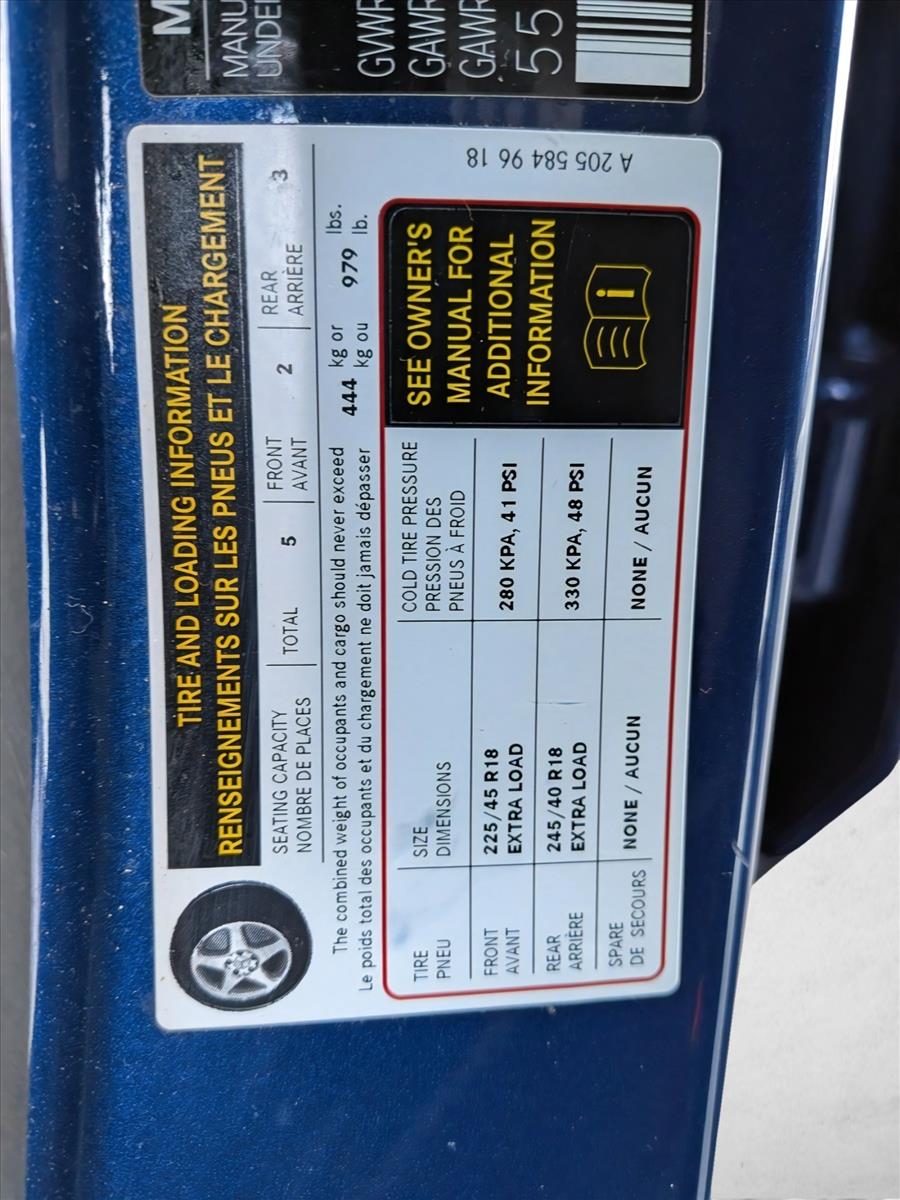 M
MANU
UNDE
GVWR
GAWR
GAWR
55
TIRE AND LOADING INFORMATION
RENSEIGNEMENTS SUR LES PNEUS ET LE CHARGEMENT
SEATING CAPACITY
NOMBRE DE PLACES
TOTAL 5
FRONT
AVANT
2
REAR
ARRIÈRE
3
The combined weight of occupants and cargo should never exceed 444 kg or 979 lbs.
Le poids total des occupants et du chargement ne doit jamais dépasser kg ou lb.
TIRE
PNEU
SIZE
DIMENSIONS
COLD TIRE PRESSURE
PRESSION DES
PNEUS À FROID
FRONT
AVANT
225/45 R18
EXTRA LOAD
280 KPA, 41 PSI
REAR
ARRIÈRE
245/40 R18
EXTRA LOAD
330 KPA, 48 PSI
SPARE
DE SECOURS
NONE / AUCUN
NONE / AUCUN
SEE OWNER'S
MANUAL FOR
ADDITIONAL
INFORMATION
i
A 205 584 96 18